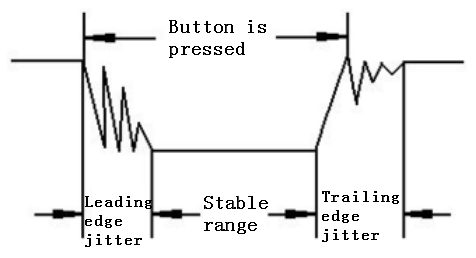 Button is
pressed
Leading
edge
jitter
Stable
range
Trailing
edge
jitter